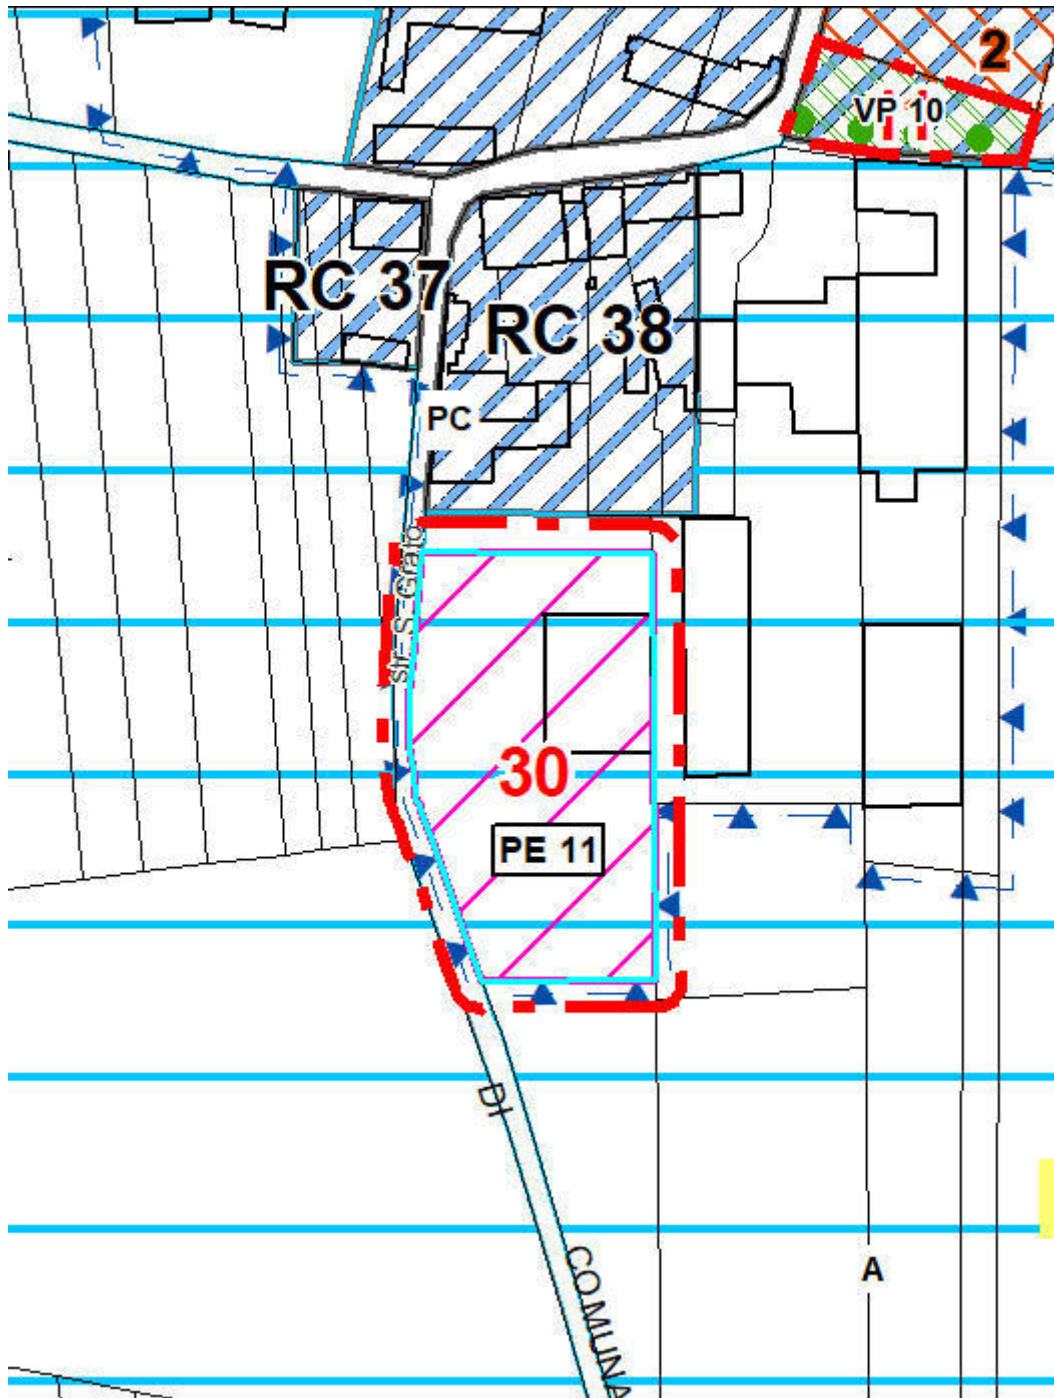 2
VP 10
RC 37
RC 38
PC
str. S. Grato
30
PE 11
DI
COMUNA
A